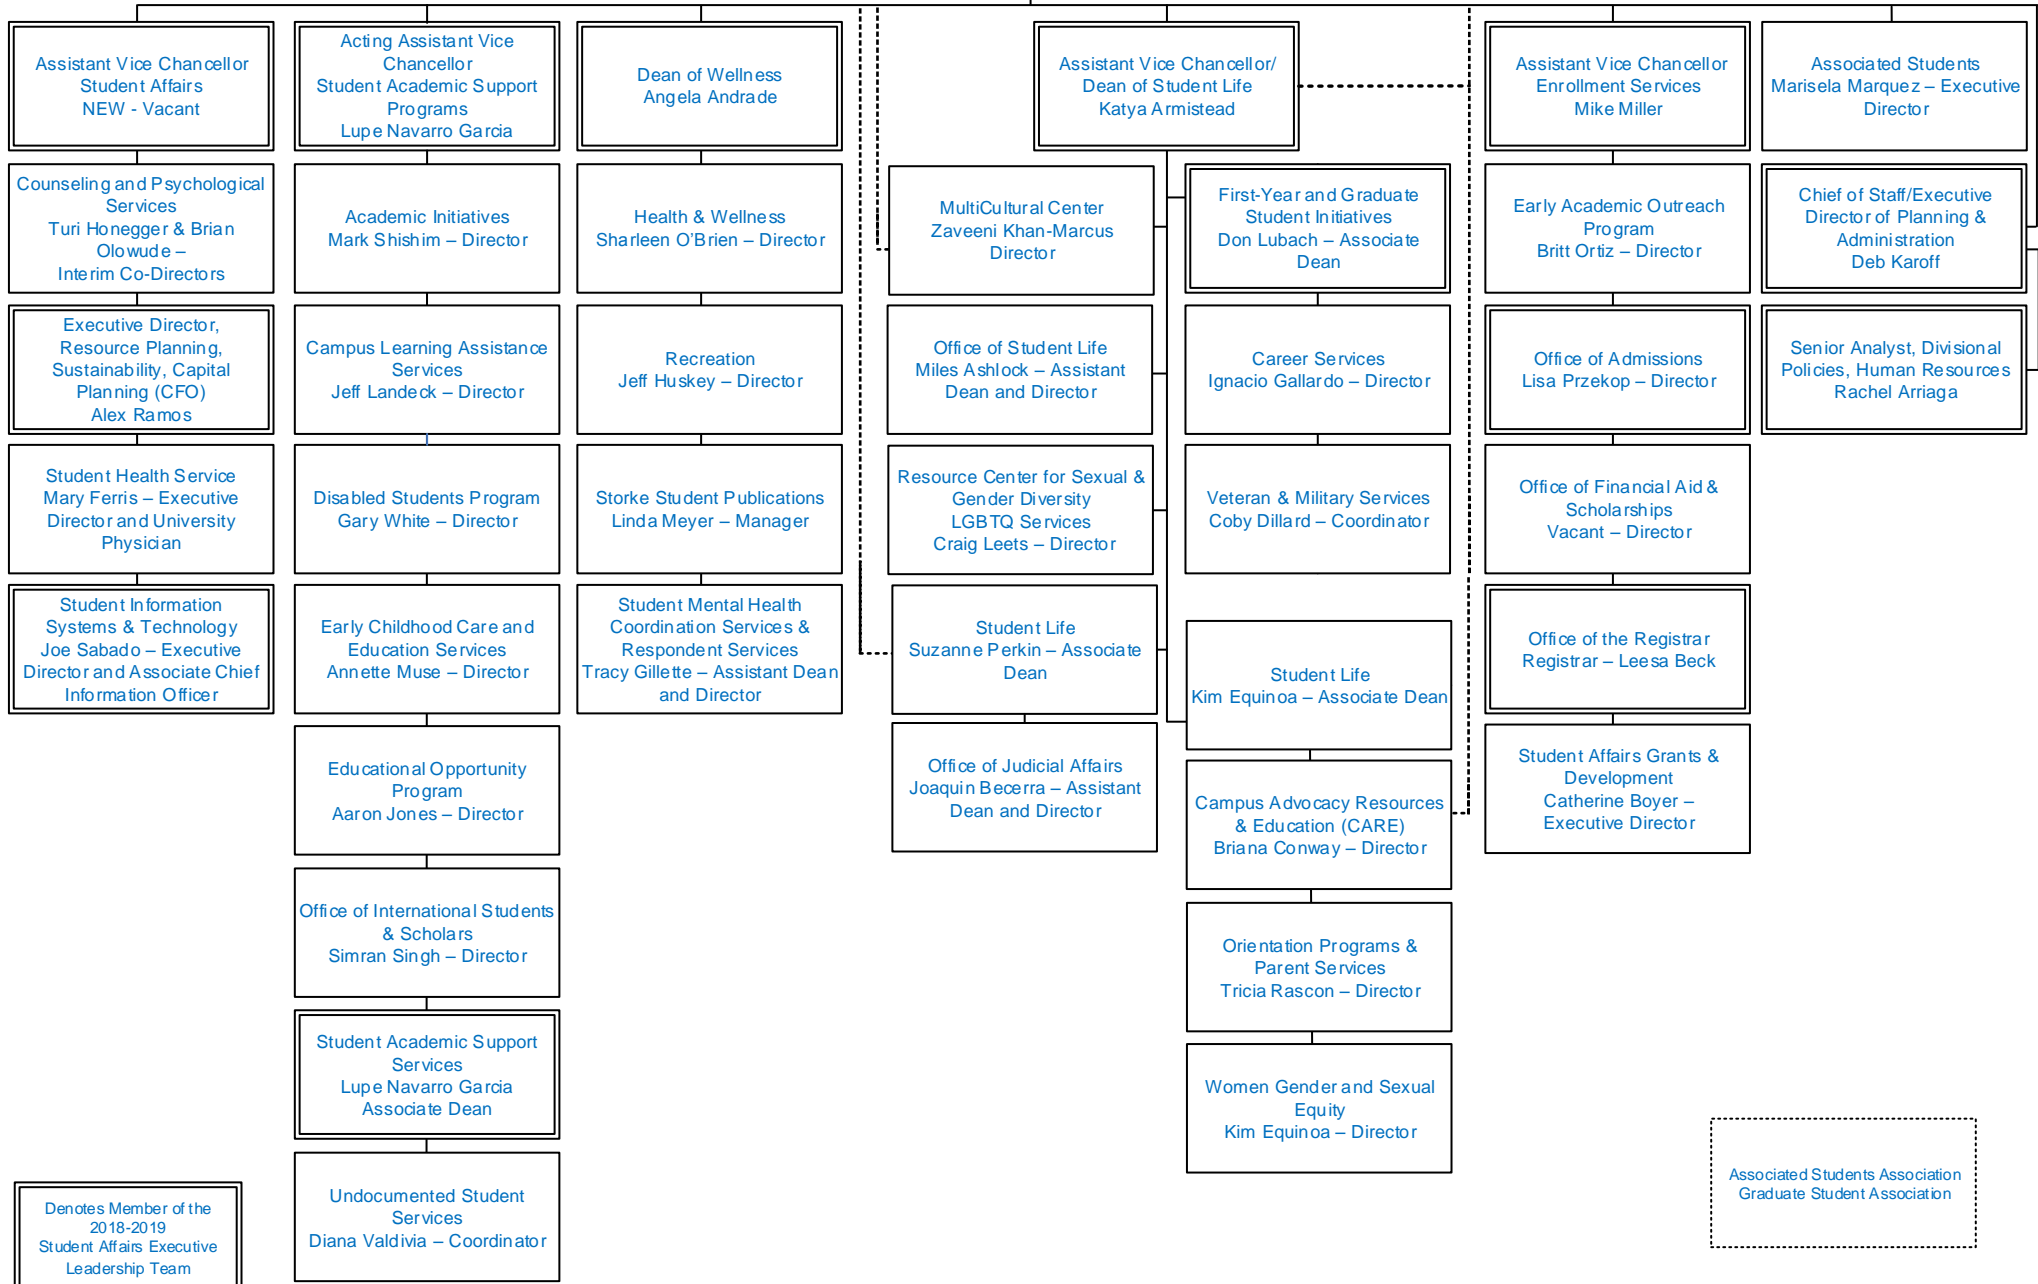 Assistant Vice Chancellor
Student Affairs
NEW - Vacant
Counseling and Psychological
Services
Turi Honegger & Brian
Olowude –
Interim Co-Directors
Executive Director,
Resource Planning,
Sustainability, Capital
Planning (CFO)
Alex Ramos
Student Health Service
Mary Ferris – Executive
Director and University
Physician
Student Information
Systems & Technology
Joe Sabado – Executive
Director and Associate Chief
Information Officer
Acting Assistant Vice
Chancellor
Student Academic Support
Programs
Lupe Navarro Garcia
Academic Initiatives
Mark Shishim – Director
Campus Learning Assistance
Services
Jeff Landeck – Director
Disabled Students Program
Gary White – Director
Early Childhood Care and
Education Services
Annette Muse – Director
Educational Opportunity
Program
Aaron Jones – Director
Office of International Students
& Scholars
Simran Singh – Director
Student Academic Support
Services
Lupe Navarro Garcia
Associate Dean
Undocumented Student
Services
Diana Valdivia – Coordinator
Dean of Wellness
Angela Andrade
Health & Wellness
Sharleen O’Brien – Director
Recreation
Jeff Huskey – Director
Storke Student Publications
Linda Meyer – Manager
Student Mental Health
Coordination Services &
Respondent Services
Tracy Gillette – Assistant Dean
and Director
Assistant Vice Chancellor/
Dean of Student Life
Katya Armistead
MultiCultural Center
Zaveeni Khan-Marcus
Director
Office of Student Life
Miles Ashlock – Assistant
Dean and Director
Resource Center for Sexual &
Gender Diversity
LGBTQ Services
Craig Leets – Director
Student Life
Suzanne Perkin – Associate
Dean
Office of Judicial Affairs
Joaquin Becerra – Assistant
Dean and Director
First-Year and Graduate
Student Initiatives
Don Lubach – Associate
Dean
Career Services
Ignacio Gallardo – Director
Veteran & Military Services
Coby Dillard – Coordinator
Student Life
Kim Equinoa – Associate Dean
Campus Advocacy Resources
& Education (CARE)
Briana Conway – Director
Orientation Programs &
Parent Services
Tricia Rascon – Director
Women Gender and Sexual
Equity
Kim Equinoa – Director
Assistant Vice Chancellor
Enrollment Services
Mike Miller
Early Academic Outreach
Program
Britt Ortiz – Director
Office of Admissions
Lisa Przekop – Director
Office of Financial Aid &
Scholarships
Vacant – Director
Office of the Registrar
Registrar – Leesa Beck
Student Affairs Grants &
Development
Catherine Boyer –
Executive Director
Associated Students
Marisela Marquez – Executive
Director
Chief of Staff/Executive
Director of Planning &
Administration
Deb Karoff
Senior Analyst, Divisional
Policies, Human Resources
Rachel Arriaga
Denotes Member of the
2018-2019
Student Affairs Executive
Leadership Team
Associated Students Association
Graduate Student Association